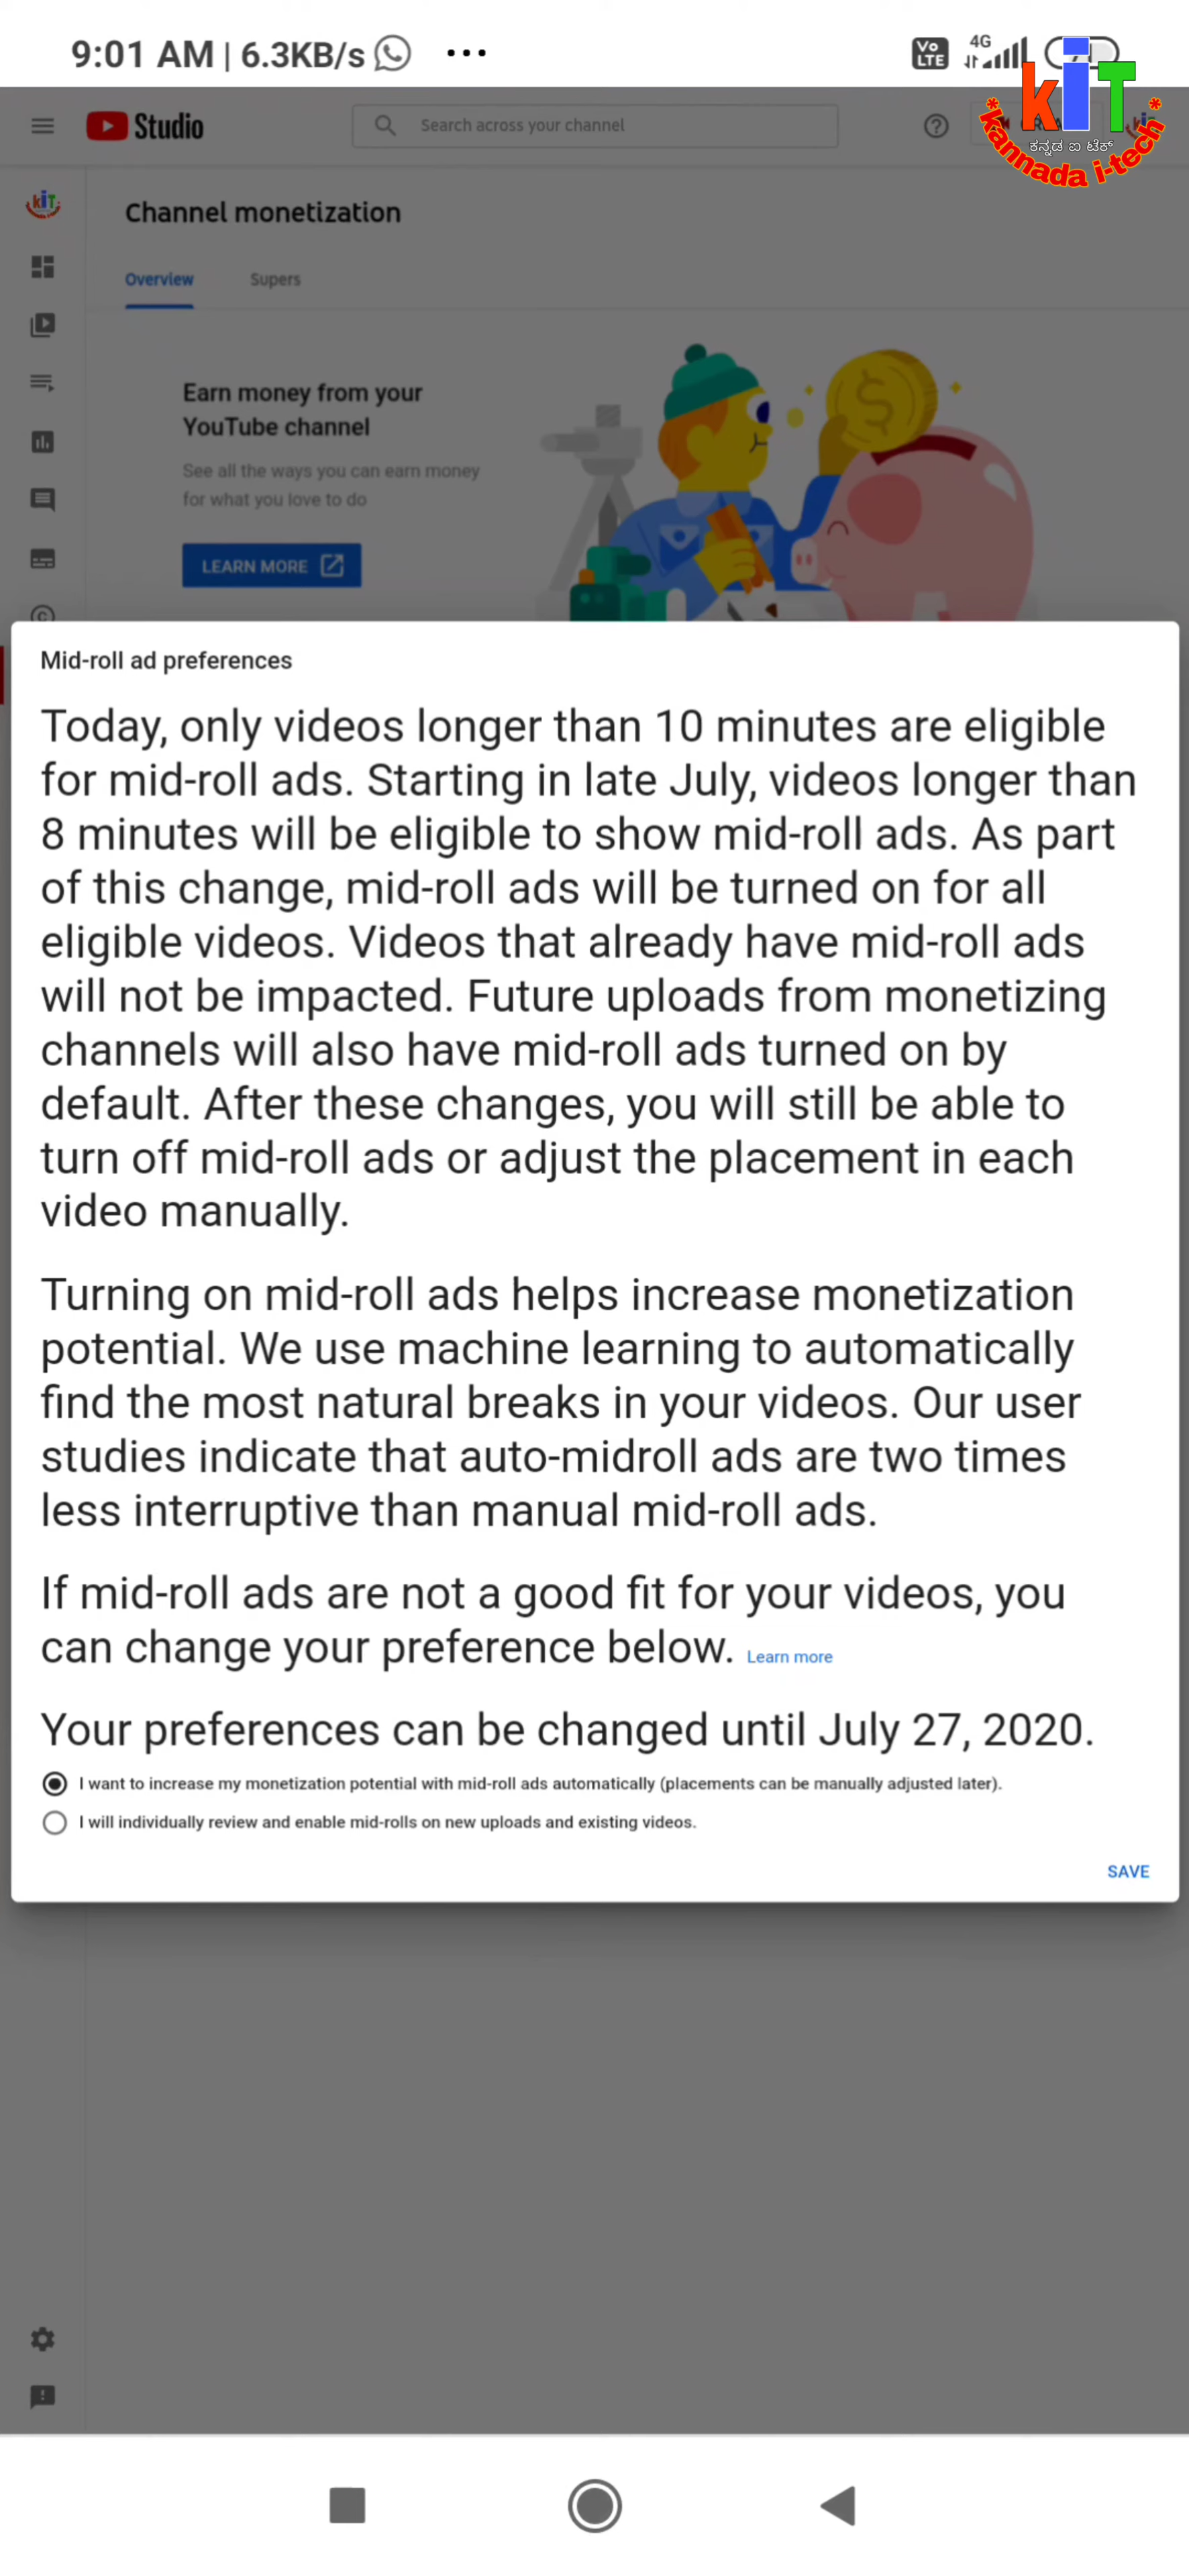 9:01 AM | 6.3KB/s ...
Vo LTE 4G
kiT
ಕನ್ನಡ ಐ ಟೆಕ್
*kannada i-tech*
Studio
Search across your channel
kiT
Channel monetization
Overview Supers
Earn money from your
YouTube channel
See all the ways you can earn money
for what you love to do
LEARN MORE
Mid-roll ad preferences
Today, only videos longer than 10 minutes are eligible
for mid-roll ads. Starting in late July, videos longer than
8 minutes will be eligible to show mid-roll ads. As part
of this change, mid-roll ads will be turned on for all
eligible videos. Videos that already have mid-roll ads
will not be impacted. Future uploads from monetizing
channels will also have mid-roll ads turned on by
default. After these changes, you will still be able to
turn off mid-roll ads or adjust the placement in each
video manually.
Turning on mid-roll ads helps increase monetization
potential. We use machine learning to automatically
find the most natural breaks in your videos. Our user
studies indicate that auto-midroll ads are two times
less interruptive than manual mid-roll ads.
If mid-roll ads are not a good fit for your videos, you
can change your preference below. Learn more
Your preferences can be changed until July 27, 2020.
I want to increase my monetization potential with mid-roll ads automatically (placements can be manually adjusted later).
I will individually review and enable mid-rolls on new uploads and existing videos.
SAVE